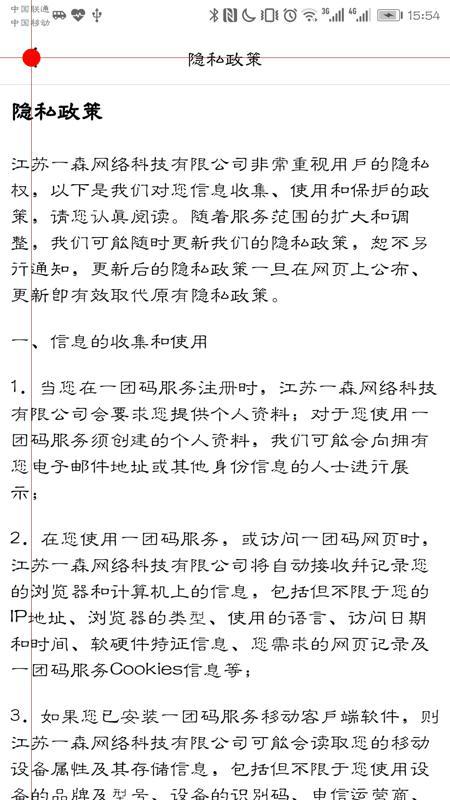 中国联通
中国移动
3G
4G
15:54
隐私政策
隐私政策
江苏一森网络科技有限公司非常重视用户的隐私
权，以下是我们对您信息收集、使用和保护的政
策，请您认真阅读。随着服务范围的扩大和调
整，我们可能随时更新我们的隐私政策，恕不另
行通知，更新后的隐私政策一旦在网页上公布、
更新即有效取代原有隐私政策。
一、信息的收集和使用
1. 当您在一团码服务注册时，江苏一森网络科技
有限公司会要求您提供个人资料；对于您使用一
团码服务须创建的个人资料，我们可能会向拥有
您电子邮件地址或其他身份信息的人士进行展
示；
2. 在您使用一团码服务，或访问一团码网页时，
江苏一森网络科技有限公司将自动接收并记录您
的浏览器和计算机上的信息，包括但不限于您的
IP地址、浏览器的类型、使用的语言、访问日期
和时间、软硬件特征信息、您需求的网页记录及
一团码服务Cookies信息等；
3. 如果您已安装一团码服务移动客户端软件，则
江苏一森网络科技有限公司可能会读取您的移动
设备属性及其存储信息，包括但不限于您使用设
备的品牌及型号、设备的识别码、电信运营商、